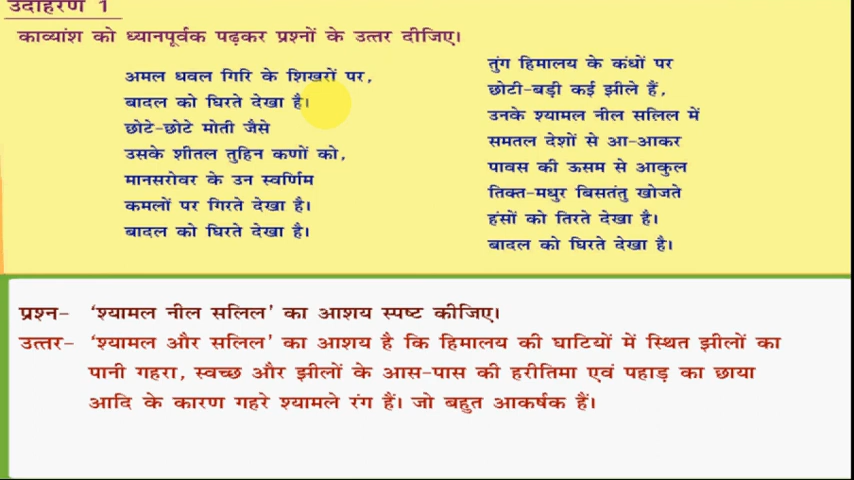 उदाहरण 1
काव्यांश को ध्यानपूर्वक पढ़कर प्रश्नों के उत्तर दीजिए।
अमल धवल गिरि के शिखरों पर,
बादल को घिरते देखा है।
छोटे-छोटे मोती जैसे
उसके शीतल तुहिन कणों को,
मानसरोवर के उन स्वर्णिम
कमलों पर गिरते देखा है।
बादल को घिरते देखा है।
तुंग हिमालय के कंधों पर
छोटी-बड़ी कई झीले हैं,
उनके श्यामल नील सलिल में
समतल देशों से आ-आकर
पावस की ऊसम से आकुल
तिक्त-मधुर बिसतंतु खोजते
हंसों को तिरते देखा है।
बादल को घिरते देखा है।
प्रश्न- ‘श्यामल नील सलिल’ का आशय स्पष्ट कीजिए।
उत्तर- ‘श्यामल और सलिल’ का आशय है कि हिमालय की घाटियों में स्थित झीलों का
पानी गहरा, स्वच्छ और झीलों के आस-पास की हरीतिमा एवं पहाड़ का छाया
आदि के कारण गहरे श्यामले रंग हैं। जो बहुत आकर्षक हैं।